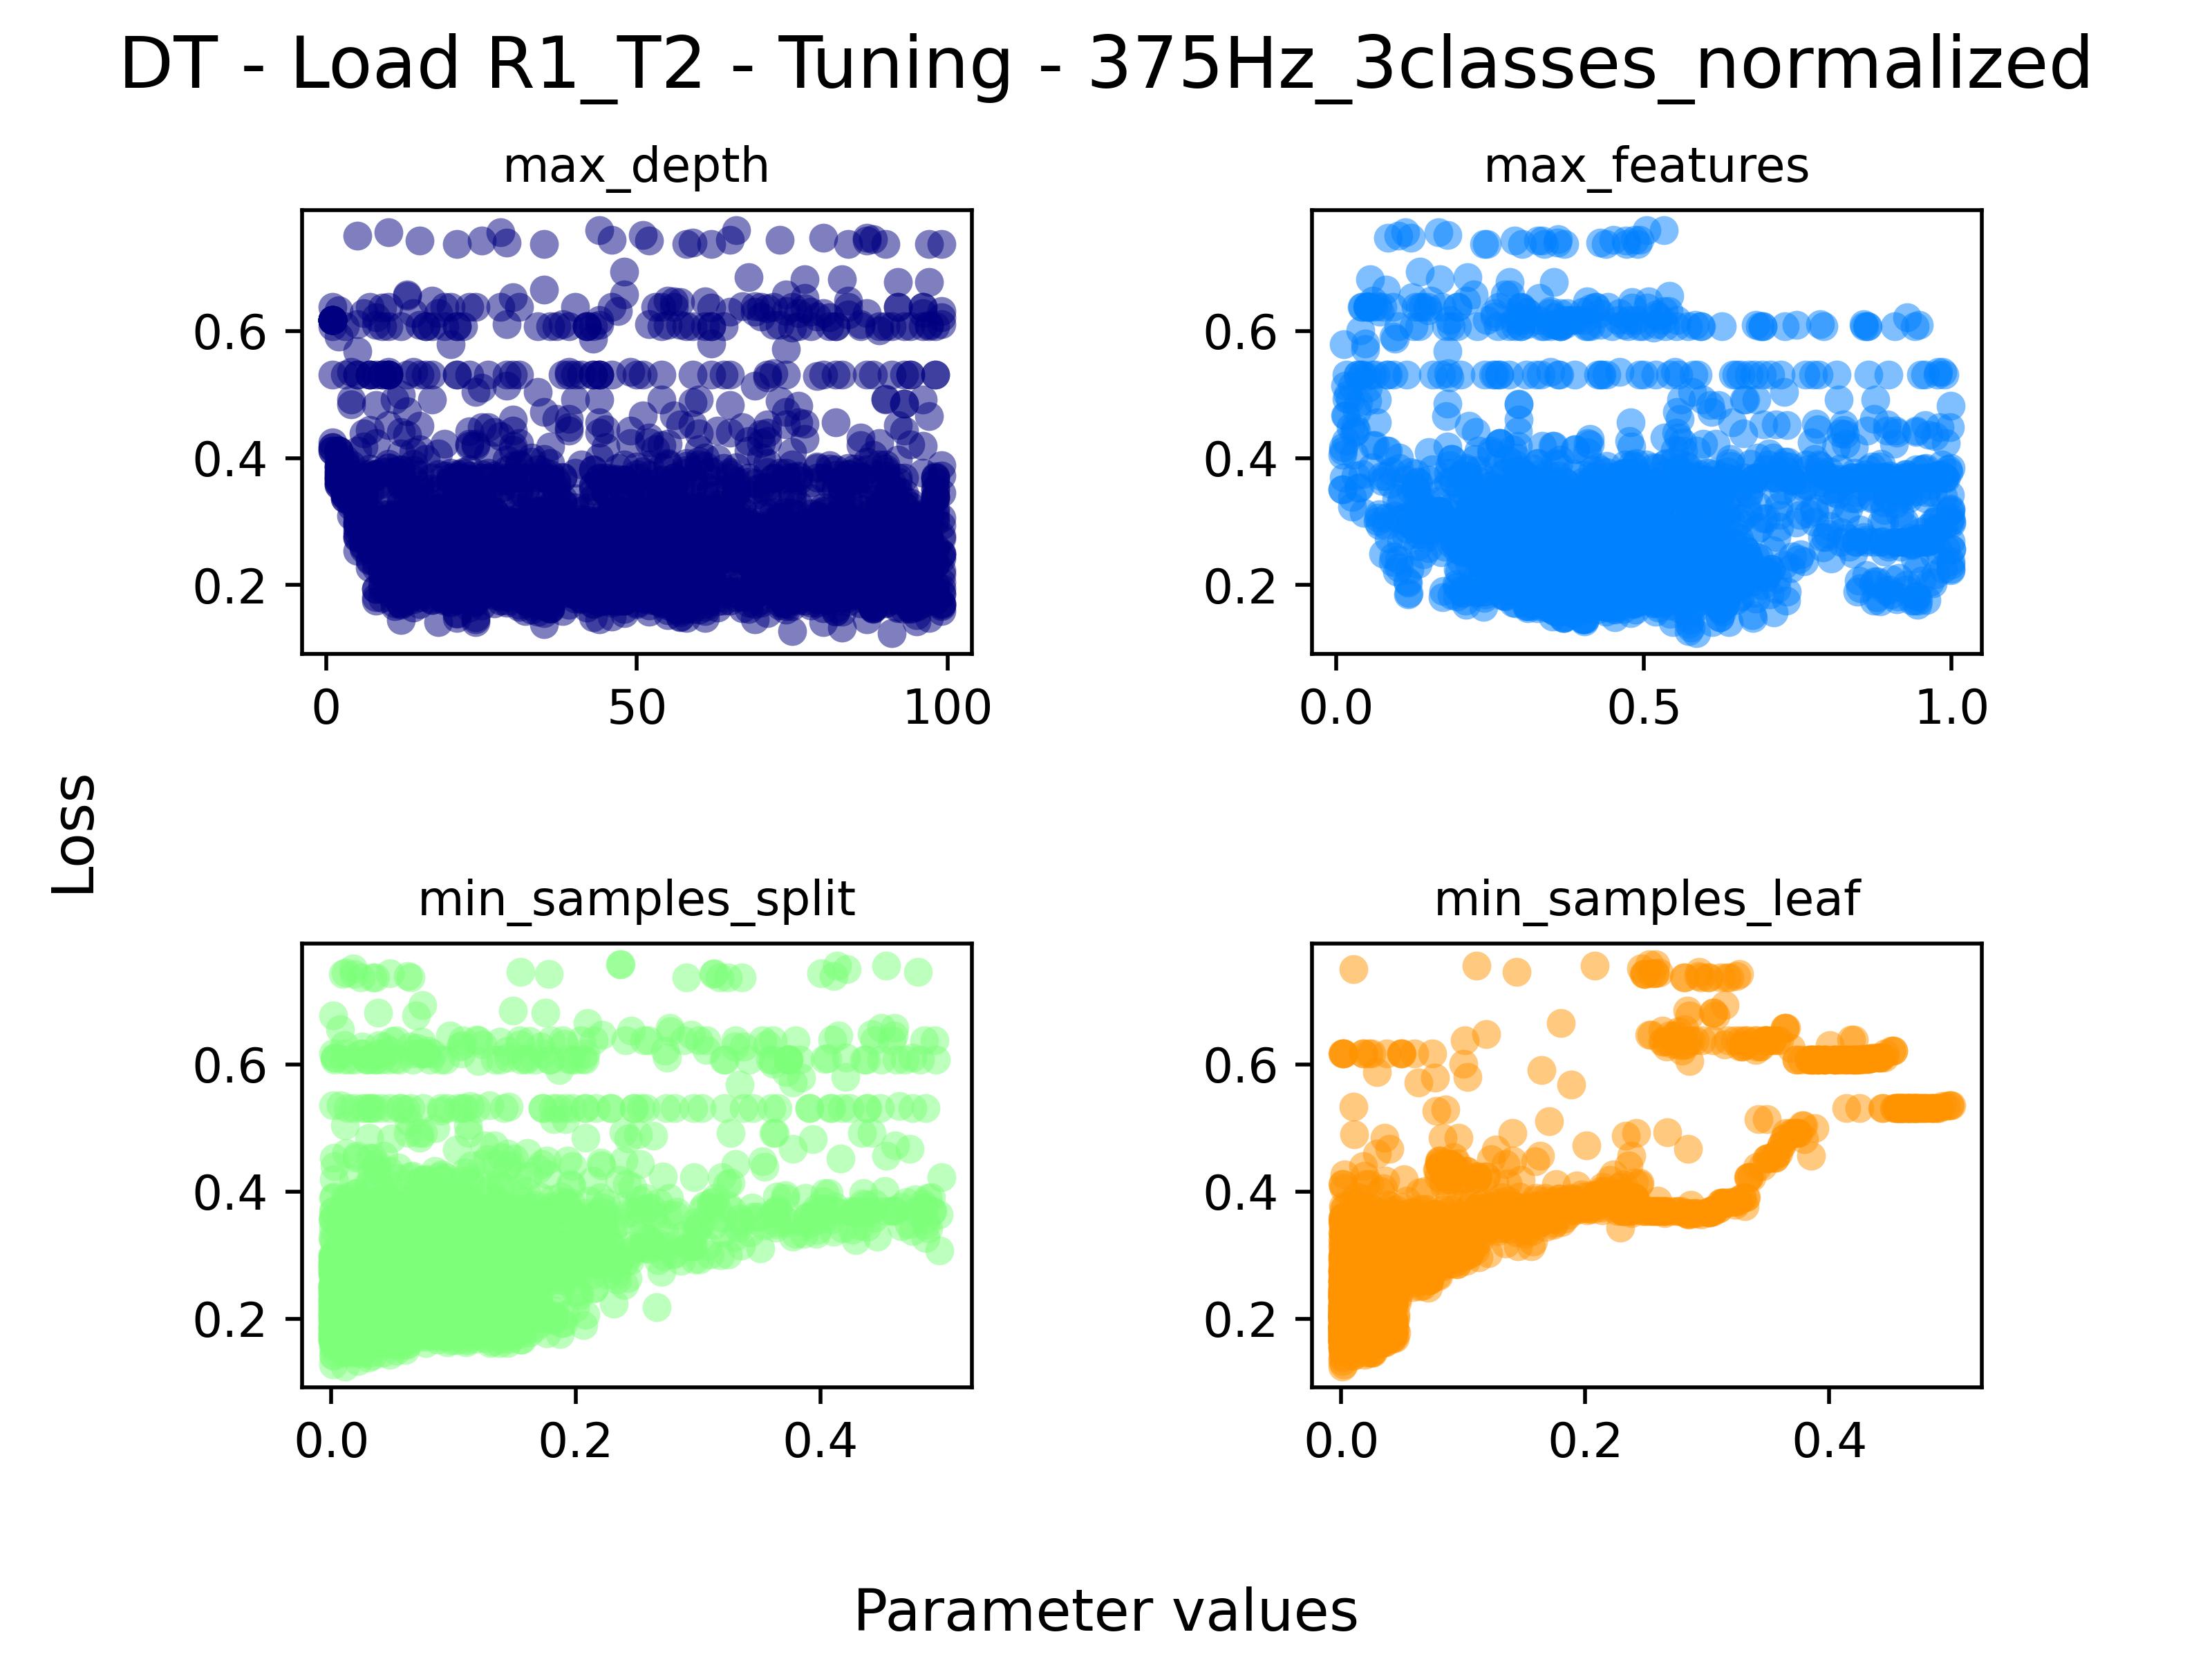 DT - Load R1_T2 - Tuning - 375Hz_3classes_normalized
max_depth
0.6
0.4
0.2
0 50 100
max_features
0.6
0.4
0.2
0.0 0.5 1.0
Loss
min_samples_split
0.6
0.4
0.2
0.0 0.2 0.4
min_samples_leaf
0.6
0.4
0.2
0.0 0.2 0.4
Parameter values